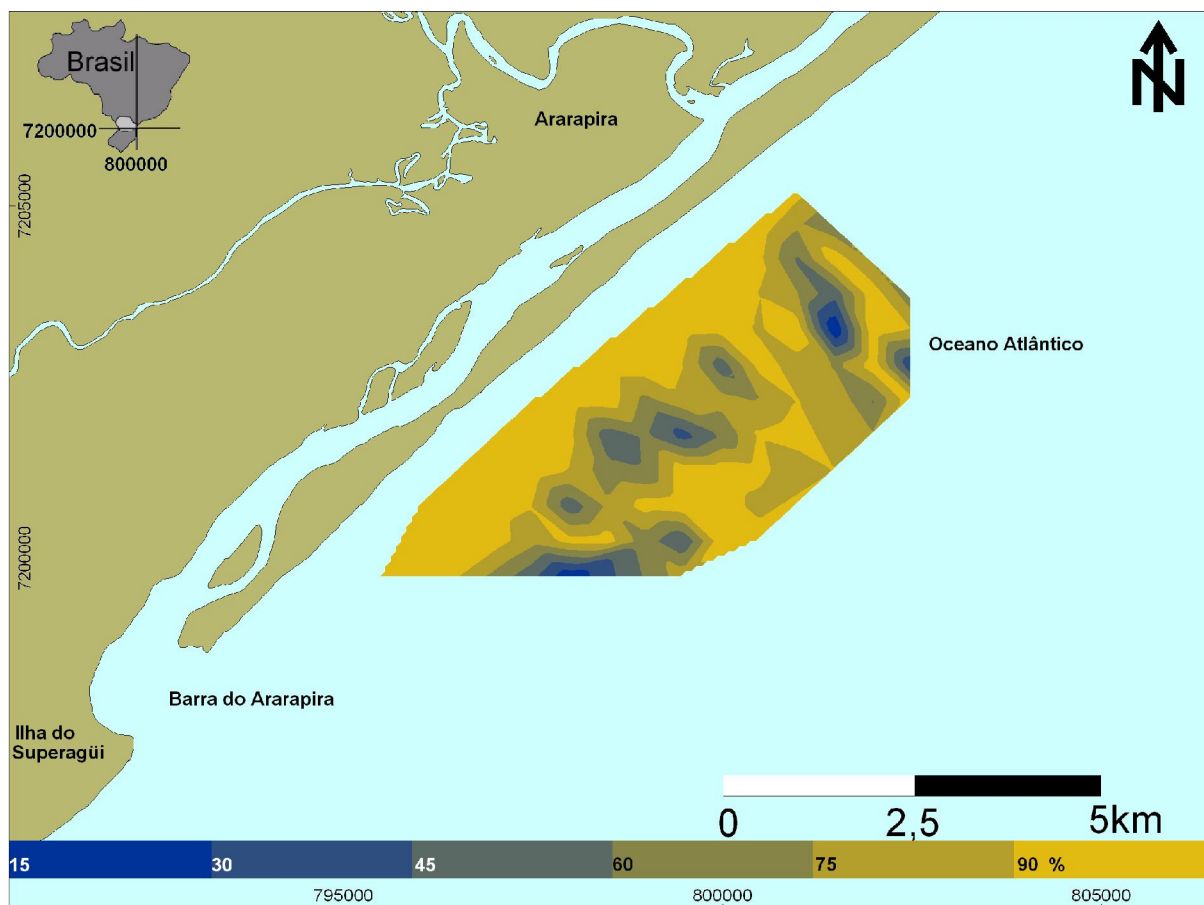 Brasil
7200000
800000
N
Ararapira
7205000
Oceano Atlântico
7200000
Barra do Ararapira
Ilha do
Superagüi
0 2,5 5km
15 30 45 60 75 90 %
795000 800000 805000